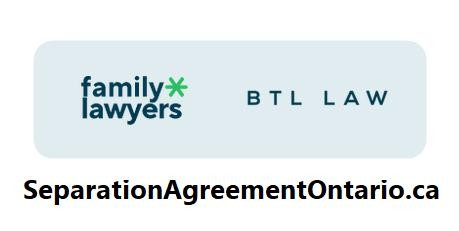 family
lawyers
BTL LAW
SeparationAgreementOntario.ca